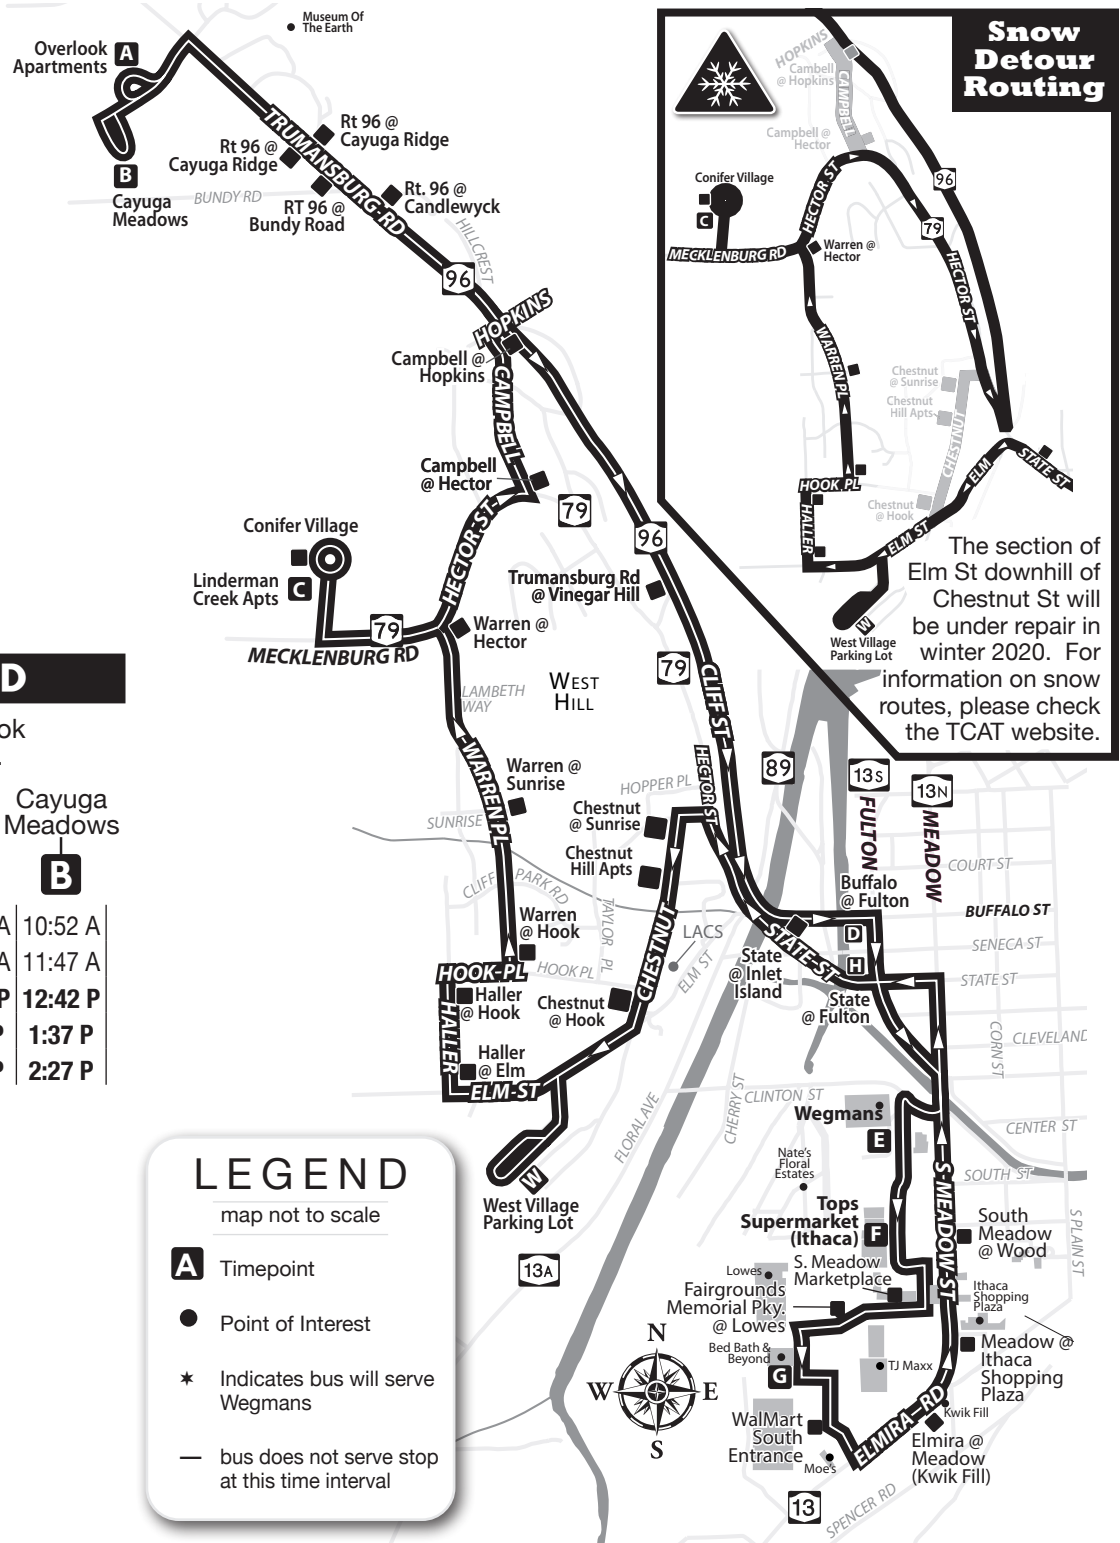 Museum Of
The Earth
Overlook
Apartments
A
TRUMANSBURG-RD
Rt 96 @
Cayuga Ridge
Rt 96 @
Cayuga Ridge
B
Cayuga
Meadows
BUNDY RD
RT 96 @
Bundy Road
Rt. 96 @
Candlewyck
HILLCREST
96
HOPKINS
Campbell @
Hopkins
CAMPBELL
Campbell
@ Hector
79
HECTOR-ST
Conifer Village
Linderman
Creek Apts
C
79
MECKLENBURG RD
96
Trumansburg Rd
@ Vinegar Hill
Warren @
Hector
WEST
HILL
79
LAMBETH
WAY
CLIFF ST
WARREN PL
Warren @
Sunrise
HECTOR ST
HOPPER PL
SUNRISE
Chestnut
@ Sunrise
Chestnut
Hill Apts
CLIFF PARK RD
TAYLOR PL
Warren
@ Hook
HOOK-PL
HOOK PL
Haller
@ Hook
HALLER
Haller
@ Elm
ELM-ST
Chestnut
@ Hook
CHESTNUT
LACS
ELM ST
W
West Village
Parking Lot
13A
FLORAL AVE
CHERRY ST
89
13S
FULTON
13N
MEADOW
COURT ST
Buffalo
@ Fulton
BUFFALO ST
D
SENECA ST
H
STATE-ST
State
@ Inlet
Island
STATE ST
State
@ Fulton
CORN ST
CLEVELAND
CLINTON ST
Wegmans
E
CENTER ST
Nate's
Floral
Estates
SOUTH ST
S-MEADOW-ST
Tops
Supermarket
(Ithaca)
F
South
Meadow
@ Wood
S PLAIN ST
S. Meadow
Marketplace
Lowes
Fairgrounds
Memorial Pky.
@ Lowes
Ithaca
Shopping
Plaza
Bed Bath &
Beyond
G
TJ Maxx
Meadow @
Ithaca
Shopping
Plaza
WalMart
South
Entrance
Moe's
ELMIRA-RD
Kwik Fill
Elmira @
Meadow
(Kwik Fill)
13
SPENCER RD
N
W
E
S
Snow
Detour
Routing
HOPKINS
Cambell
@ Hopkins
CAMPBELL
Campbell @
Hector
Conifer Village
C
HECTOR ST
96
79
MECKLENBURG RD
Warren @
Hector
HECTOR ST
WARREN PL
Chestnut
@ Sunrise
Chestnut
Hill Apts
CHESTNUT
HOOK PL
HALLER
Chestnut
@ Hook
ELM
STATE ST
ELM ST
W
West Village
Parking Lot
The section of
Elm St downhill of
Chestnut St will
be under repair in
winter 2020. For
information on snow
routes, please check
the TCAT website.
D
ok
Cayuga
Meadows
B
A 10:52 A
A 11:47 A
P 12:42 P
P 1:37 P
P 2:27 P
LEGEND
map not to scale
A Timepoint
Point of Interest
Indicates bus will serve
Wegmans
bus does not serve stop
at this time interval